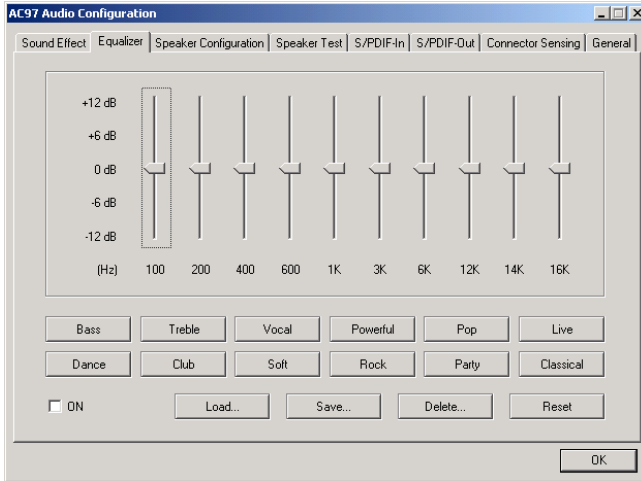 AC97 Audio Configuration
Sound Effect Equalizer Speaker Configuration Speaker Test S/PDIF-In S/PDIF-Out Connector Sensing General
+12 dB
+6 dB
0 dB
-6 dB
-12 dB
(Hz) 100 200 400 600 1K 3K 6K 12K 14K 16K
Bass Treble Vocal Powerful Pop Live
Dance Club Soft Rock Party Classical
ON Load... Save... Delete... Reset
OK